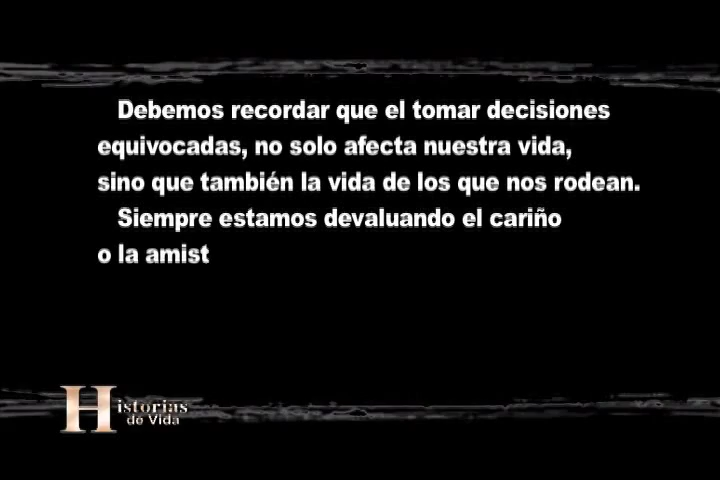 Debemos recordar que el tomar decisiones
equivocadas, no solo afecta nuestra vida,
sino que también la vida de los que nos rodean.
Siempre estamos devaluando el cariño
o la amist
Historias
de Vida